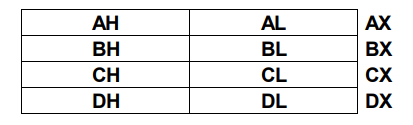 AH AL AX
BH BL BX
CH CL CX
DH DL DX